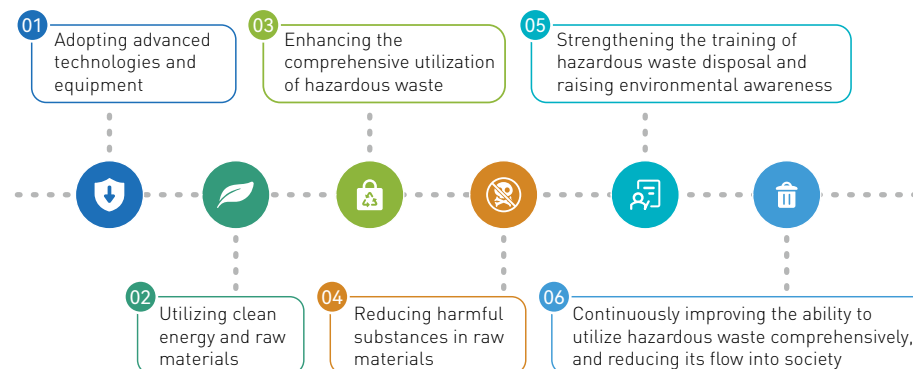 01
Adopting advanced
technologies and
equipment
03
Enhancing the
comprehensive utilization
of hazardous waste
05
Strengthening the training of
hazardous waste disposal and
raising environmental awareness
02
Utilizing clean
energy and raw
materials
04
Reducing harmful
substances in raw
materials
06
Continuously improving the ability to
utilize hazardous waste comprehensively,
and reducing its flow into society